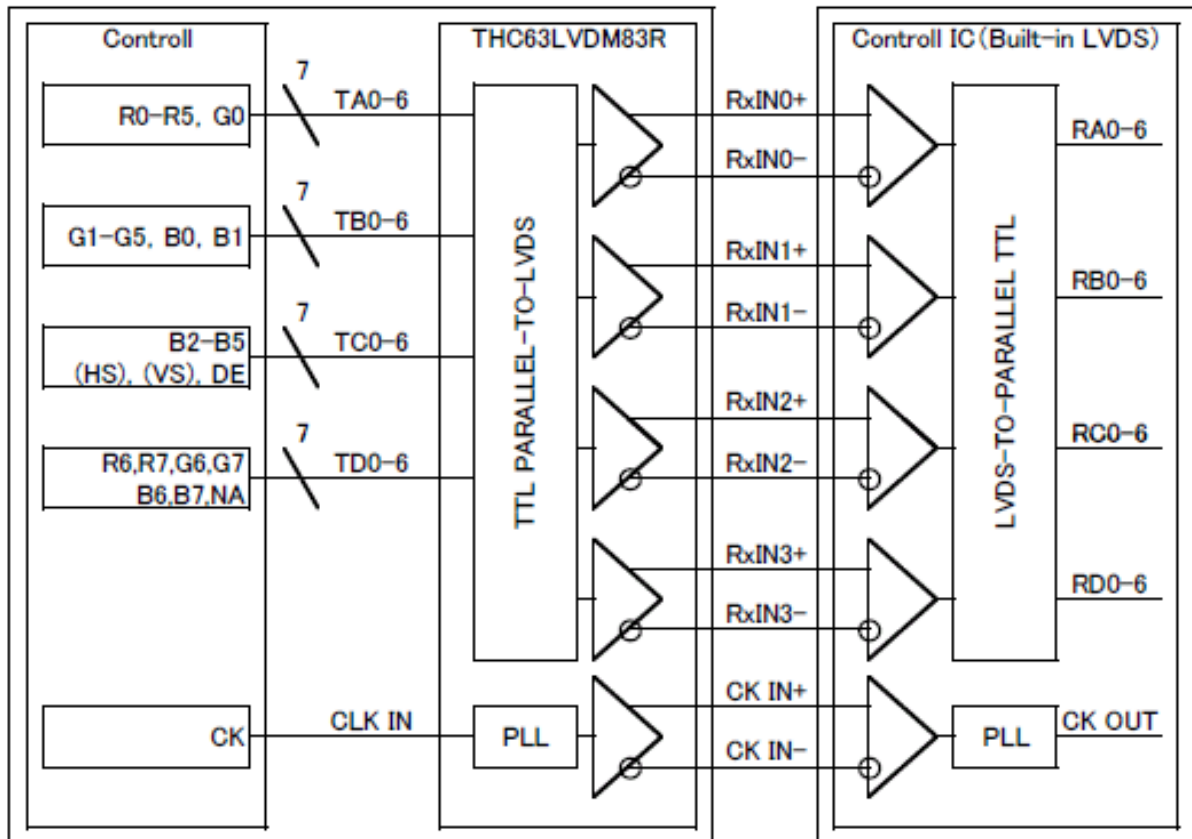 Controll
THC63LVDM83R
Controll IC(Built-in LVDS)
7
TA0-6
R0-R5, G0
RxIN0+
RxIN0-
RA0-6
7
TB0-6
G1-G5, B0, B1
RxIN1+
RxIN1-
RB0-6
7
TC0-6
B2-B5
(HS), (VS), DE
RxIN2+
RxIN2-
RC0-6
7
TD0-6
R6,R7,G6,G7
B6,B7,NA
RxIN3+
RxIN3-
RD0-6
TTL PARALLEL-TO-LVDS
LVDS-TO-PARALLEL TTL
CK
CLK IN
PLL
CK IN+
CK IN-
PLL
CK OUT